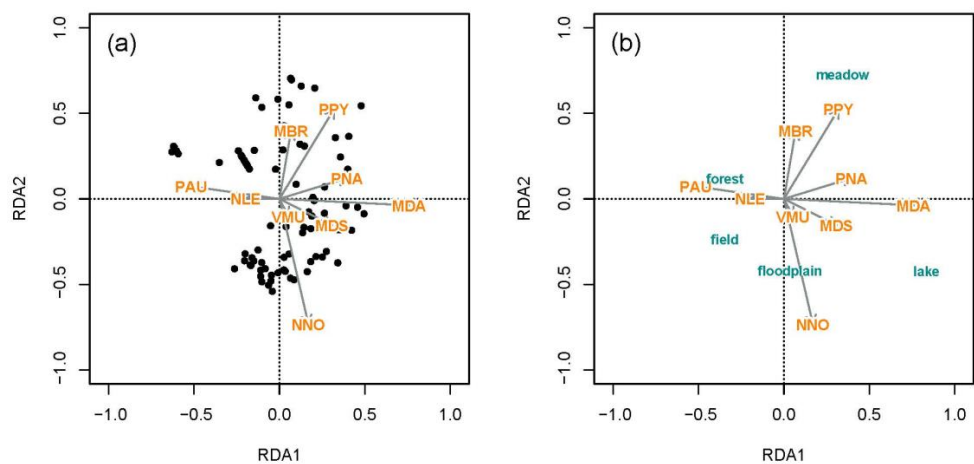 (a)
1.0
0.5
0.0
−0.5
−1.0
RDA2
PPY
MBR
PNA
PAU
NLE
MDA
VMU
MDS
NNO
−1.0 −0.5 0.0 0.5 1.0
RDA1
(b)
1.0
0.5
0.0
−0.5
−1.0
RDA2
meadow
PPY
MBR
forest
PNA
PAU
NLE
MDA
VMU
MDS
field
floodplain
lake
NNO
−1.0 −0.5 0.0 0.5 1.0
RDA1